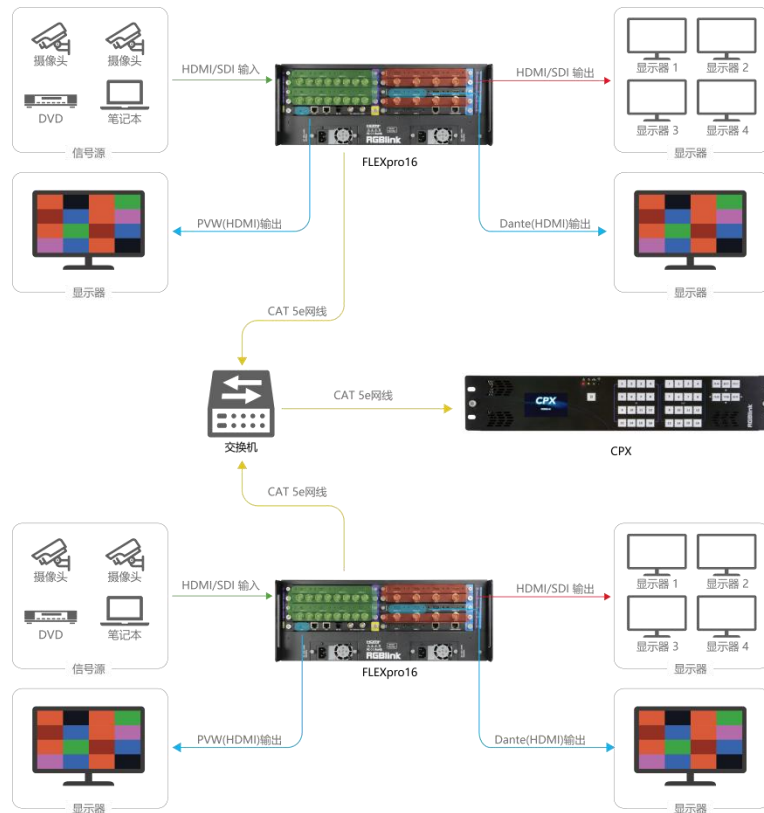 摄像头
摄像头
DVD
笔记本
信号源
HDMI/SDI 输入
RGBlink
FLEXpro16
HDMI/SDI 输出
显示器 1
显示器 2
显示器 3
显示器 4
显示器
PVW(HDMI)输出
显示器
Dante(HDMI)输出
显示器
CAT 5e网线
交换机
CAT 5e网线
CPX
RGBlink
CPX
CAT 5e网线
摄像头
摄像头
DVD
笔记本
信号源
HDMI/SDI 输入
RGBlink
FLEXpro16
HDMI/SDI 输出
显示器 1
显示器 2
显示器 3
显示器 4
显示器
PVW(HDMI)输出
显示器
Dante(HDMI)输出
显示器